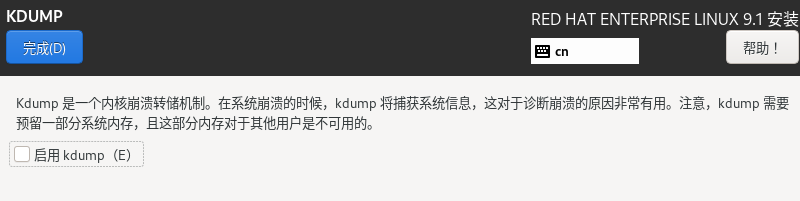 KDUMP
RED HAT ENTERPRISE LINUX 9.1 安装
完成(D)
cn
帮助！
Kdump 是一个内核崩溃转储机制。在系统崩溃的时候，kdump 将捕获系统信息，这对于诊断崩溃的原因非常有用。注意，kdump 需要
预留一部分系统内存，且这部分内存对于其他用户是不可用的。
启用 kdump（E）